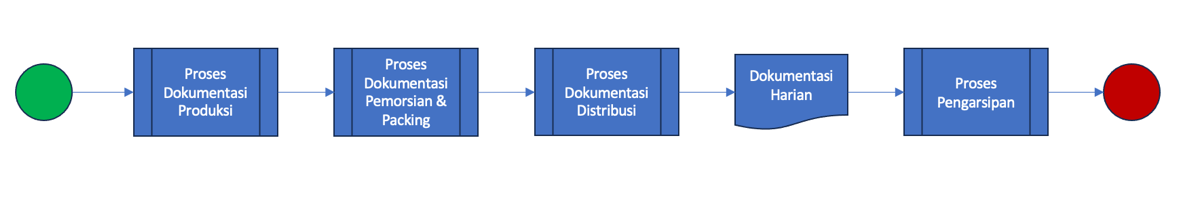 Proses
Dokumentasi
Produksi
Proses
Dokumentasi
Pemorsian &
Packing
Proses
Dokumentasi
Distribusi
Dokumentasi
Harian
Proses
Pengarsipan